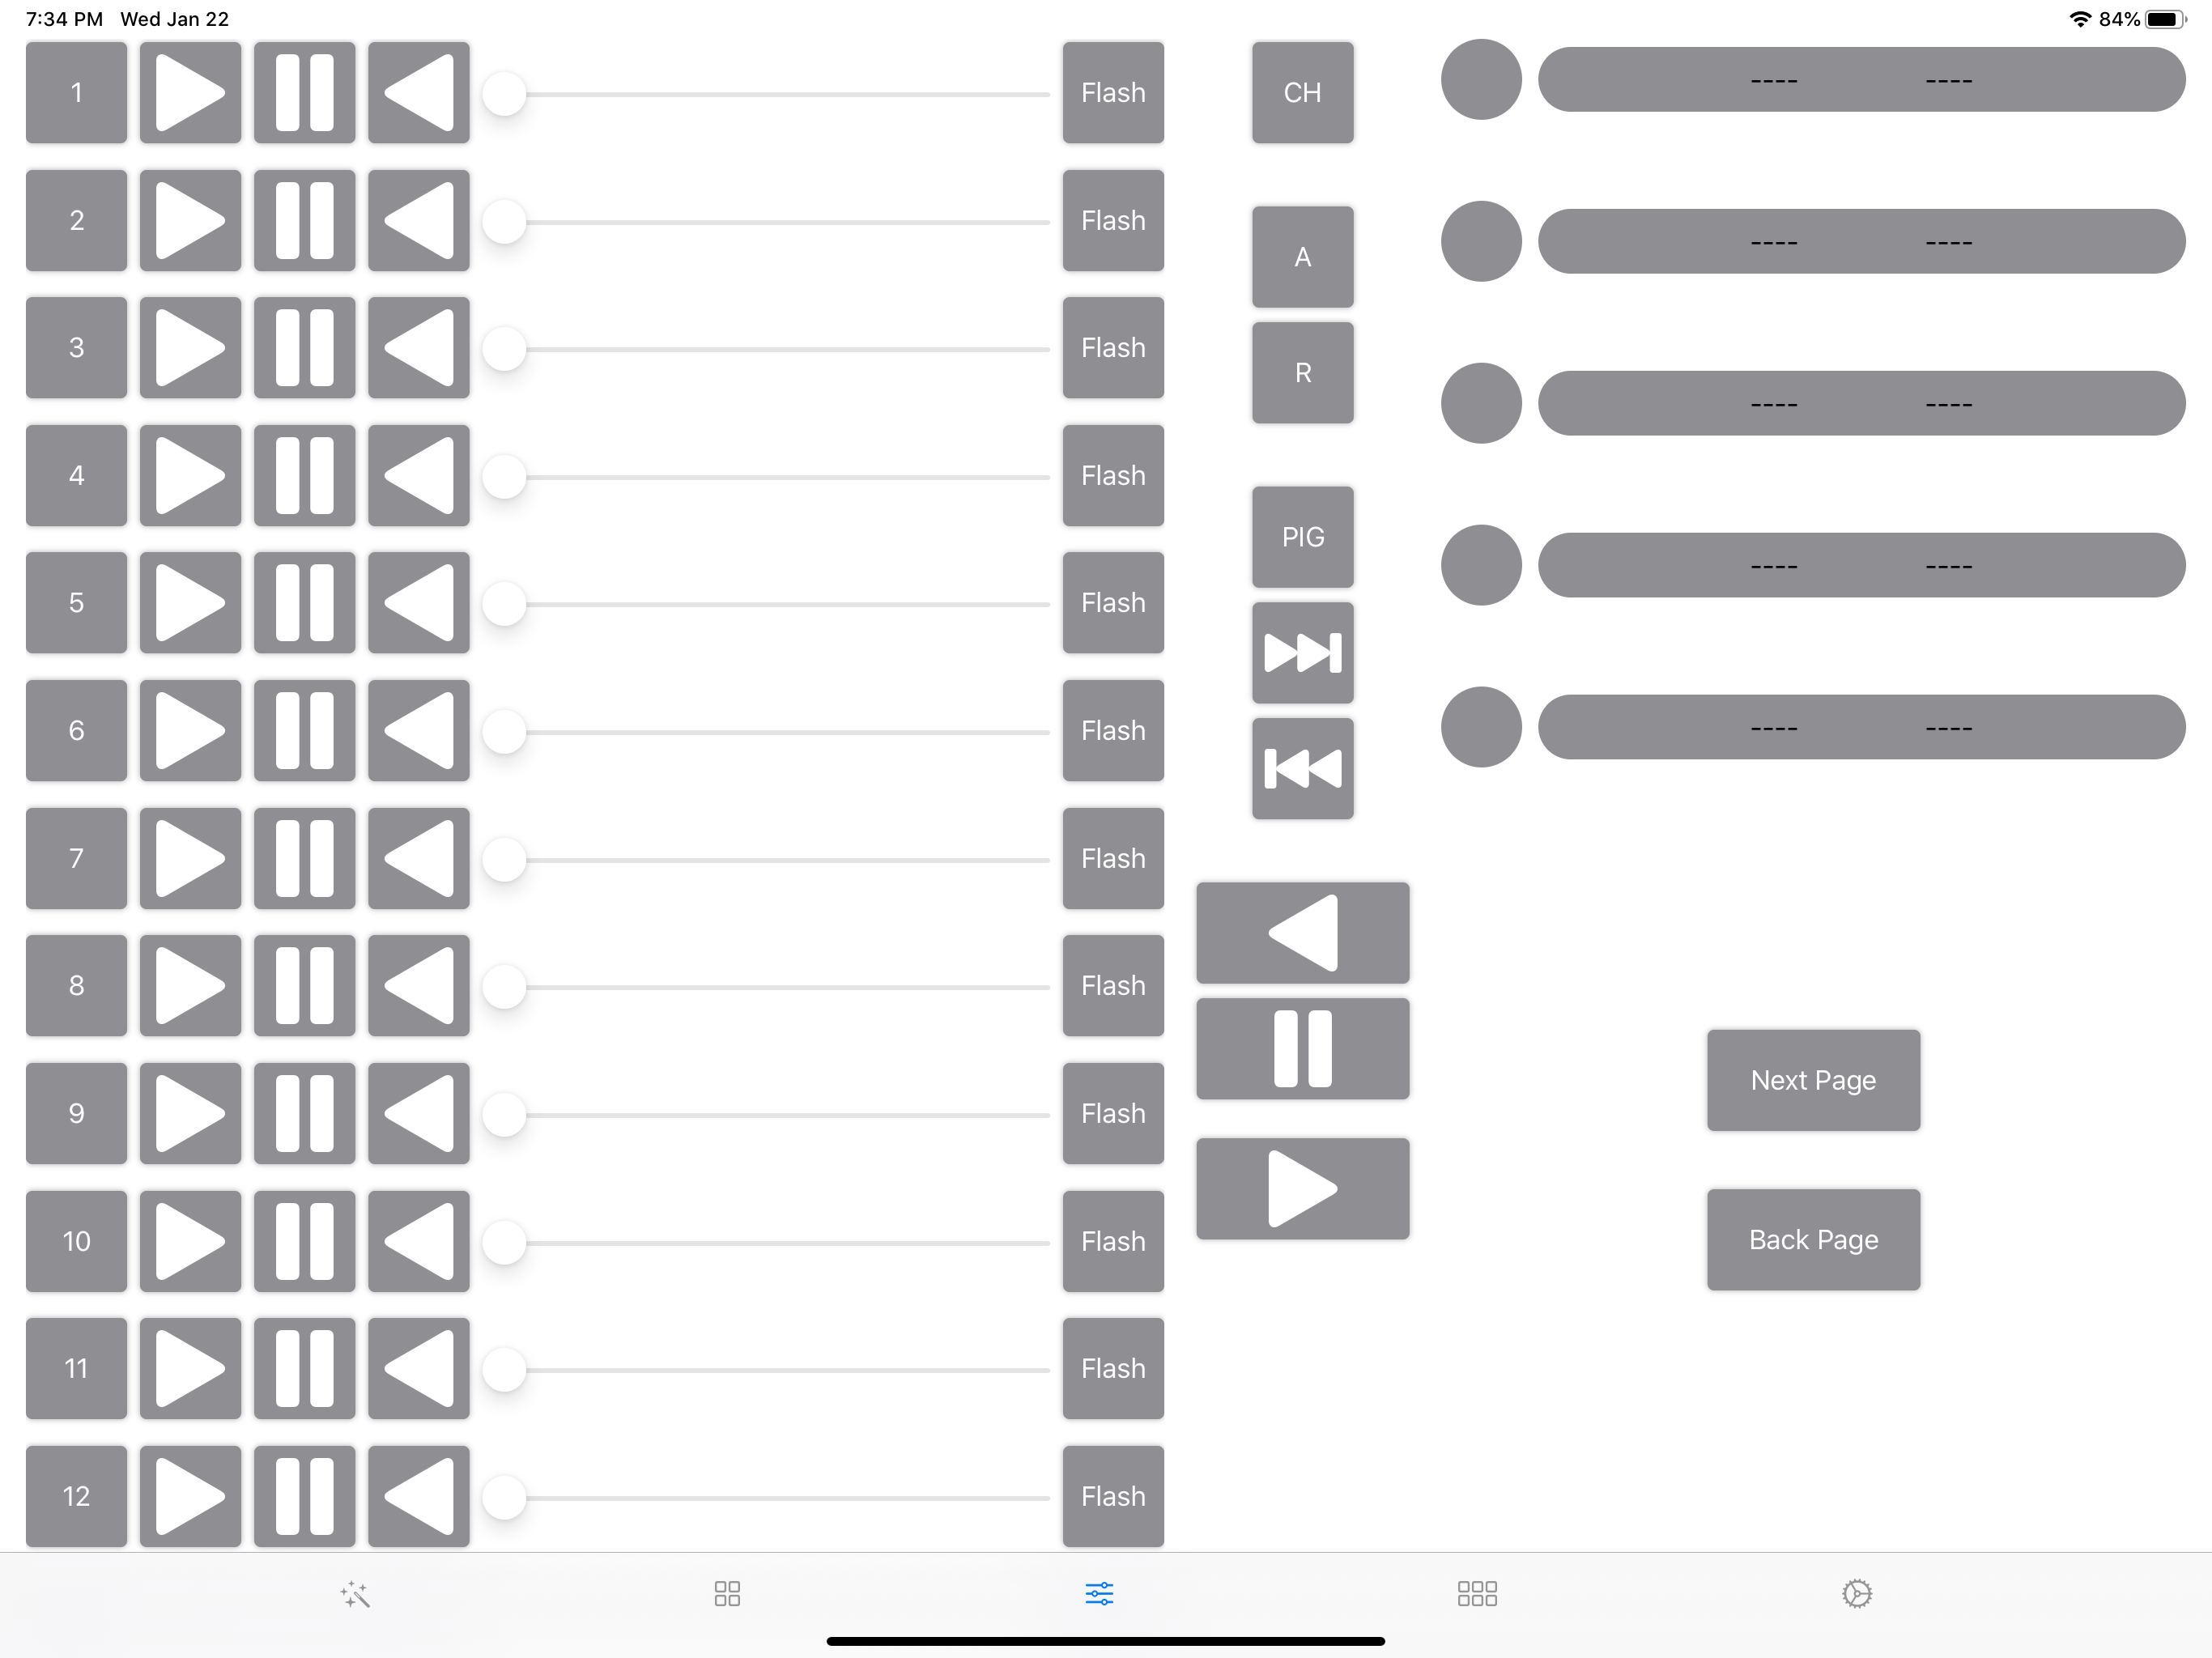 7:34 PM Wed Jan 22 84%
1 Flash CH ---- ----
2 Flash A ---- ----
3 Flash R ---- ----
4 Flash PIG ---- ----
5 Flash
6 Flash ---- ----
7 Flash
8 Flash
9 Flash Next Page
10 Flash Back Page
11 Flash
12 Flash